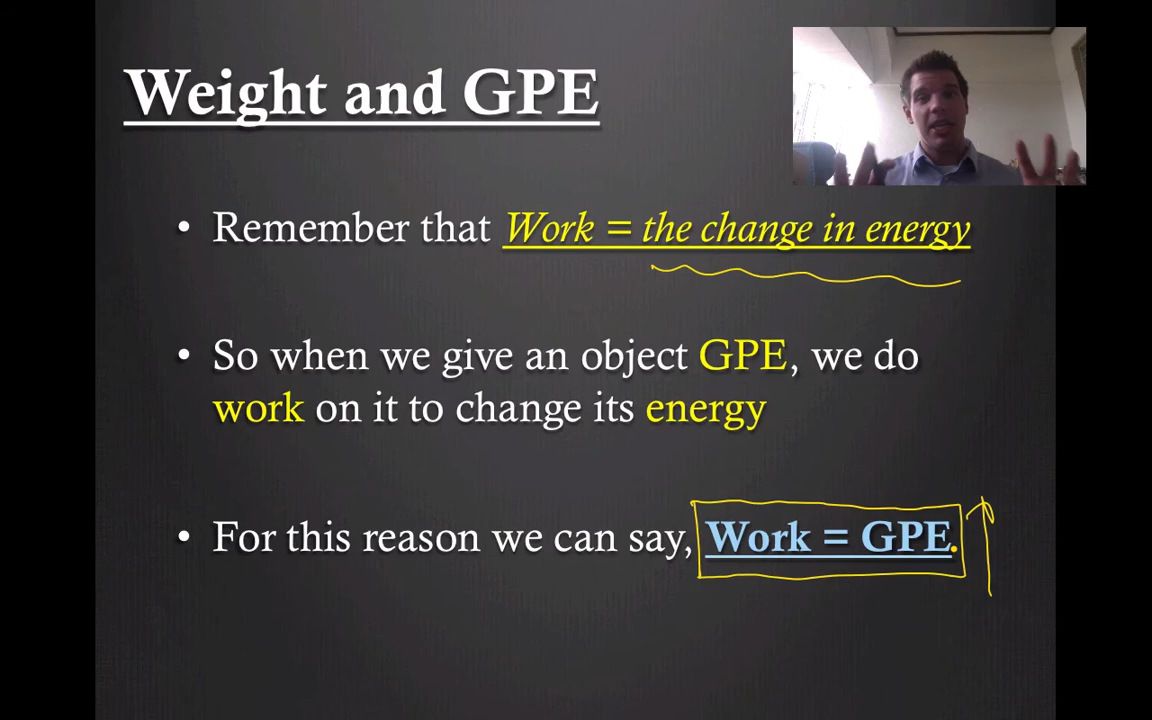 Weight and GPE
• Remember that Work = the change in energy
• So when we give an object GPE, we do
work on it to change its energy
• For this reason we can say, Work = GPE.